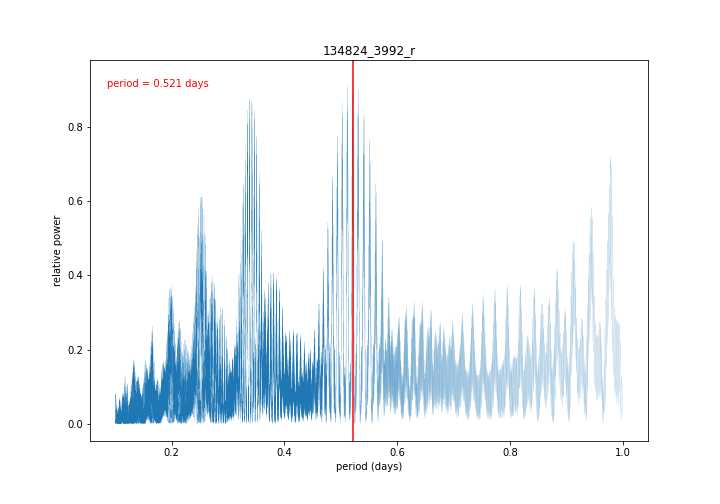 134824_3992_r
period = 0.521 days
relative power
0.8
0.6
0.4
0.2
0.0
0.2 0.4 0.6 0.8 1.0
period (days)